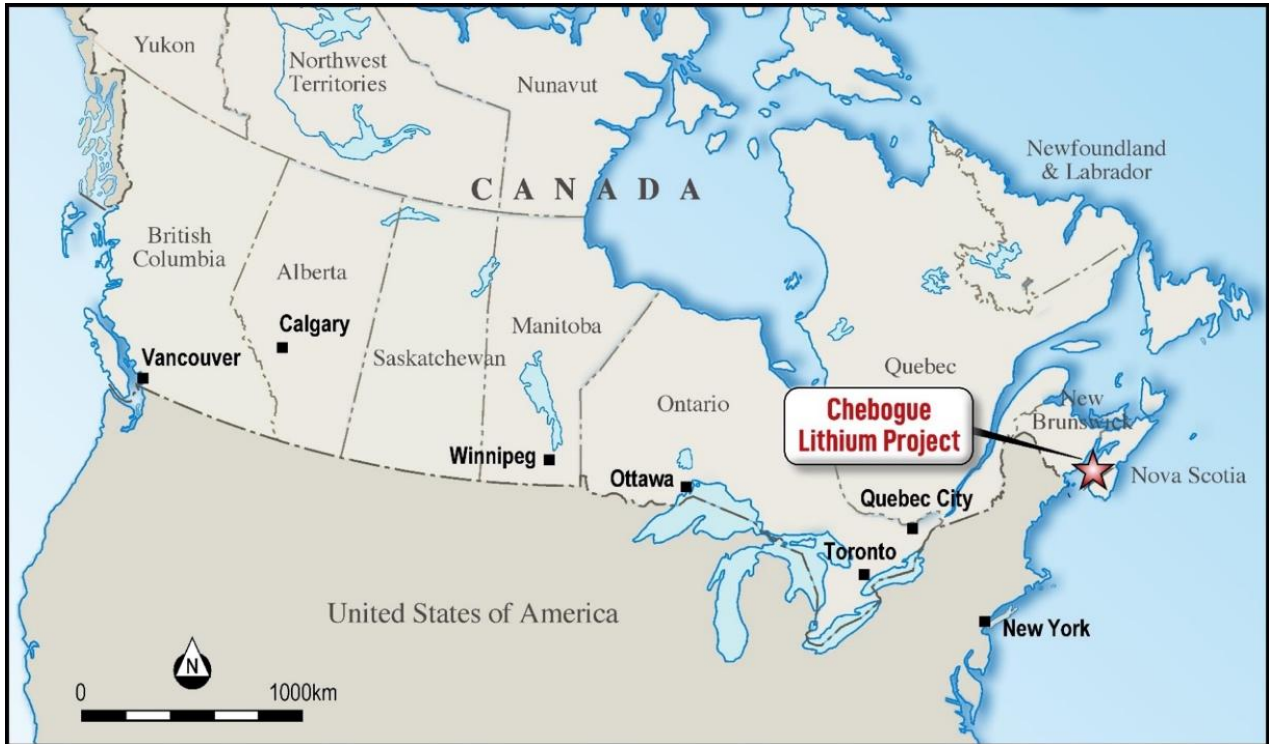 Yukon
Northwest
Territories
Nunavut
Newfoundland
& Labrador
CANADA
British
Columbia
Alberta
Calgary
Manitoba
Vancouver
Saskatchewan
Quebec
Ontario
Chebogue
Lithium Project
New
Brunswick
Winnipeg
Ottawa
Nova Scotia
Quebec City
Toronto
United States of America
New York
N
0 1000km